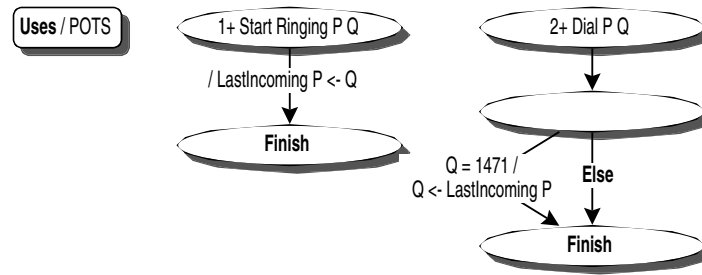 Uses / POTS
1+ Start Ringing P Q
/ LastIncoming P <- Q
Finish
2+ Dial P Q
Q = 1471 /
Q <- LastIncoming P
Else
Finish